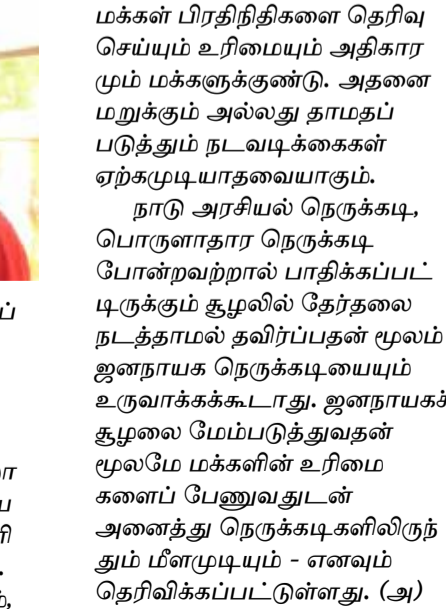 மக்கள் பிரதிநிதிகளை தெரிவு
செய்யும் உரிமையும் அதிகார
மும் மக்களுக்குண்டு. அதனை
மறுக்கும் அல்லது தாமதப்
படுத்தும் நடவடிக்கைகள்
ஏற்கமுடியாதவையாகும்.
நாடு அரசியல் நெருக்கடி,
பொருளாதார நெருக்கடி
போன்றவற்றால் பாதிக்கப்பட்
டிருக்கும் சூழலில் தேர்தலை
நடத்தாமல் தவிர்ப்பதன் மூலம்
ஜனநாயக நெருக்கடியையும்
உருவாக்கக்கூடாது. ஜனநாயகச்
சூழலை மேம்படுத்துவதன்
மூலமே மக்களின் உரிமை
களைப் பேணுவதுடன்
அனைத்து நெருக்கடிகளிலிருந்
தும் மீளமுடியும் - எனவும்
தெரிவிக்கப்பட்டுள்ளது. (அ)